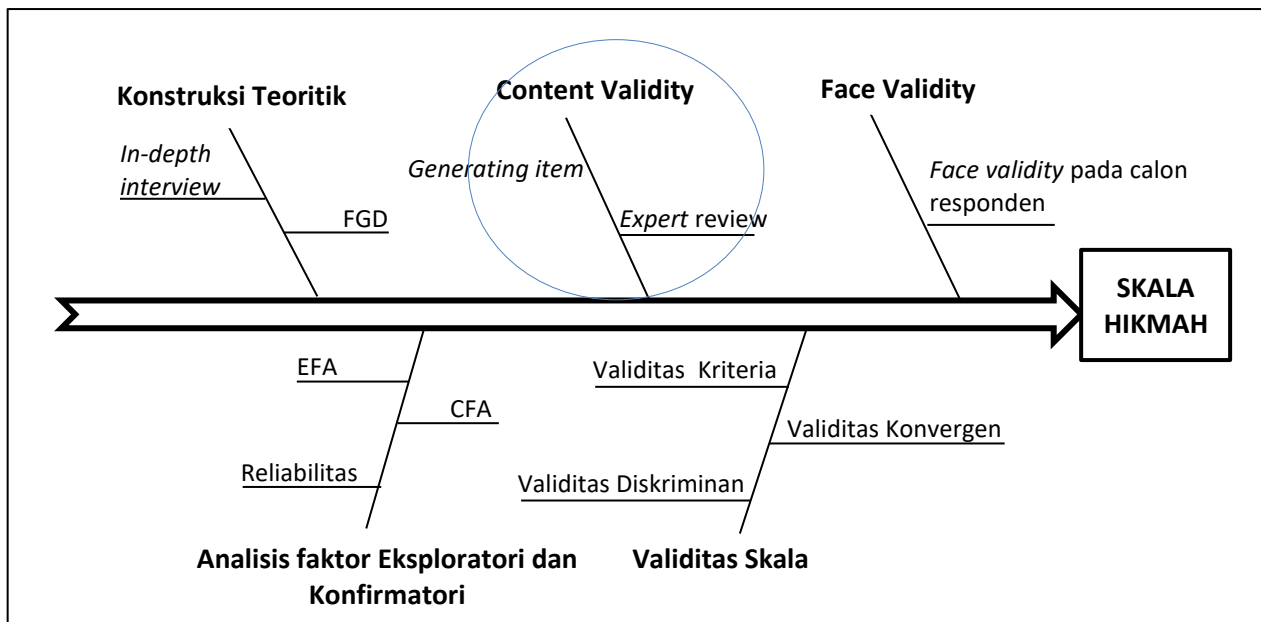 Konstruksi Teoritik
Content Validity
Face Validity
In-depth
interview
FGD
Generating item
Expert review
Face validity pada calon
responden
SKALA
HIKMAH
EFA
CFA
Reliabilitas
Validitas Kriteria
Validitas Konvergen
Validitas Diskriminan
Analisis faktor Eksploratori dan
Konfirmatori
Validitas Skala